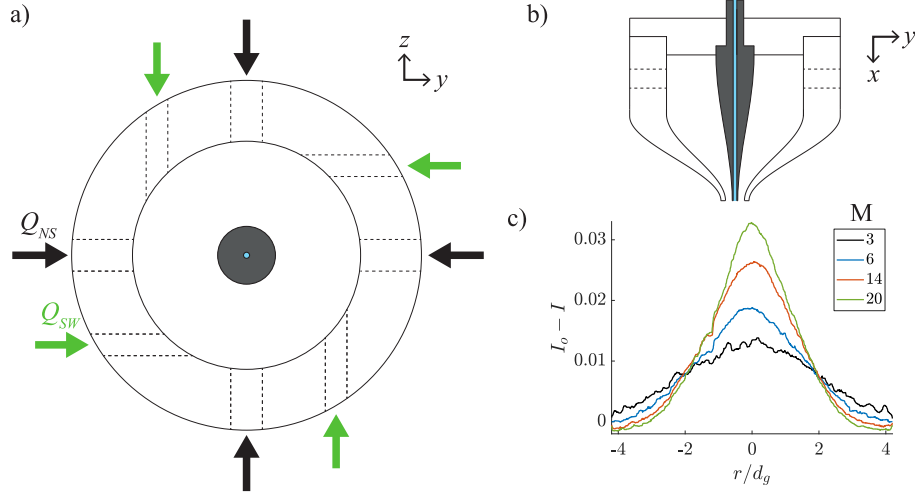 a)
z
y
Q_NS
Q_SW
b)
y
x
c)
M
3
6
14
20
0.03
0.02
0.01
0
I_o − I
-4 -2 0 2 4
r/d_g